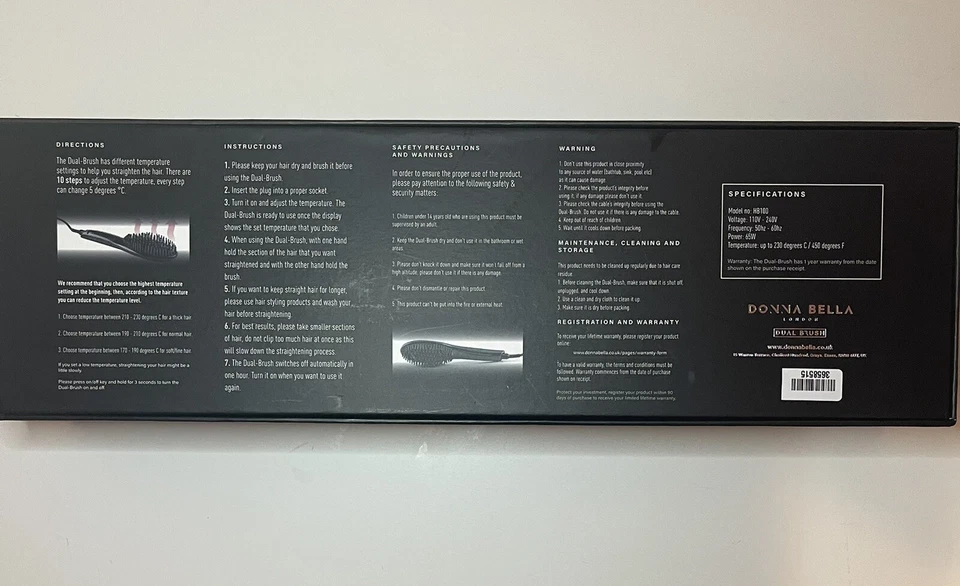 DIRECTIONS
The Dual-Brush has different temperature
settings to help you straighten the hair. There are
10 steps to adjust the temperature, every step
can change 5 degrees °C.
We recommend that you choose the highest temperature
setting at the beginning, then, according to the hair texture
you can reduce the temperature level.
1. Choose temperature between 210 - 230 degrees C for a thick hair
2. Choose temperature between 190 - 210 degrees C for normal hair
3. Choose temperature between 170 - 190 degrees C for soft/fine hair
If you set a low temperature, straightening your hair might be a
little slowly.
Please press on/off key and hold for 3 seconds to turn the
Dual-Brush on and off.
INSTRUCTIONS
1. Please keep your hair dry and brush it before
using the Dual-Brush.
2. Insert the plug into a proper socket.
3. Turn it on and adjust the temperature. The
Dual-Brush is ready to use once the display
shows the set temperature that you chose.
4. When using the Dual-Brush, with one hand
hold the section of the hair that you want
straightened and with the other hand hold the
brush.
5. If you want to keep straight hair for longer,
please use hair styling products and wash your
hair before straightening.
6. For best results, please take smaller sections
of hair, do not clip too much hair at once as this
will slow down the straightening process.
7. The Dual-Brush switches off automatically in
one hour. Turn it on when you want to use it
again.
SAFETY PRECAUTIONS
AND WARNINGS
In order to ensure the proper use of the product,
please pay attention to the following safety &
security matters:
1. Children under 14 years old who are using this product must be
supervised by an adult.
2. Keep the Dual-Brush dry and don't use it in the bathroom or wet
areas.
3. Please don't knock it down and make sure it won't fall off from a
high altitude, please don't use it if there is any damage.
4. Please don't dismantle or repair this product.
5. This product can't be put into the fire or external heat.
WARNING
1. Don't use this product in close proximity
to any source of water (bathtub, sink, pool etc)
as it can cause damage.
2. Please check the product's integrity before
using it, if any damage please don't use it.
3. Please check the cable's integrity before using the
Dual-Brush. Do not use it if there is any damage to the cable.
4. Keep out of reach of children.
5. Wait until it cools down before packing.
MAINTENANCE, CLEANING AND
STORAGE
This product needs to be cleaned up regularly due to hair care
residue.
1. Before cleaning the Dual-Brush, make sure that it is shut off,
unplugged, and cool down.
2. Use a clean and dry cloth to clean it up.
3. Make sure it is dry before packing.
REGISTRATION AND WARRANTY
To receive your lifetime warranty, please register your product
online:
www.donnabella.co.uk/pages/warranty-form
To have a valid warranty, the terms and conditions must be
followed. Warranty commences from the date of purchase
shown on receipt.
Protect your investment, register your product within 90
days of purchase to receive your limited lifetime warranty.
SPECIFICATIONS
Model no: HB100
Voltage: 110V - 240V
Frequency: 50hz - 60hz
Power: 65W
Temperature: up to 230 degrees C / 450 degrees F
Warranty: The Dual-Brush has 1 year warranty from the date
shown on the purchase receipt.
DONNA BELLA
LONDON
DUAL BRUSH
www.donnabella.co.uk
3658515